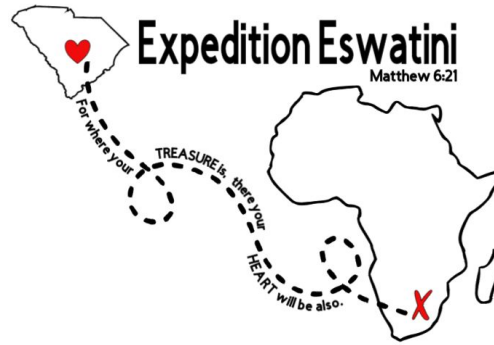 Expedition Eswatini
Matthew 6:21
For where your
TREASURE is, there your
HEART will be also.
X